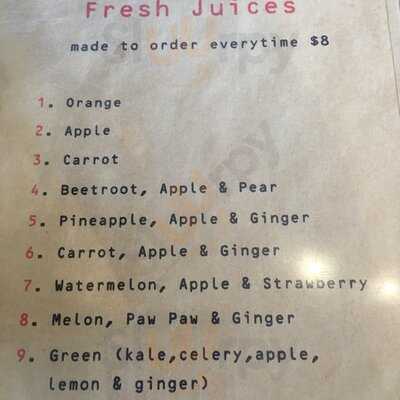 Fresh Juices
made to order everytime $8
1. Orange
2. Apple
3. Carrot
4. Beetroot, Apple & Pear
5. Pineapple, Apple & Ginger
6. Carrot, Apple & Ginger
7. Watermelon, Apple & Strawberry
8. Melon, Paw Paw & Ginger
9. Green (kale,celery,apple,
lemon & ginger)